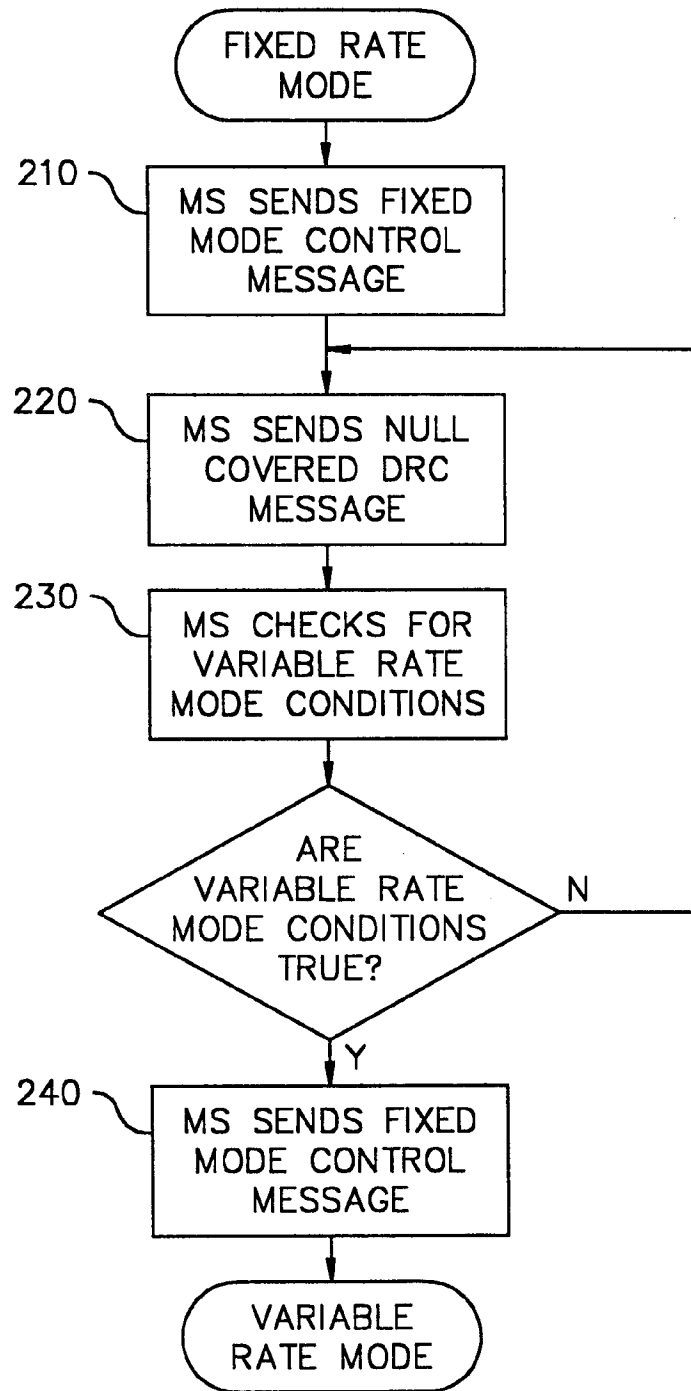 FIXED RATE
MODE
210
MS SENDS FIXED
MODE CONTROL
MESSAGE
220
MS SENDS NULL
COVERED DRC
MESSAGE
230
MS CHECKS FOR
VARIABLE RATE
MODE CONDITIONS
ARE
VARIABLE RATE
MODE CONDITIONS
TRUE?
N
Y
240
MS SENDS FIXED
MODE CONTROL
MESSAGE
VARIABLE
RATE MODE